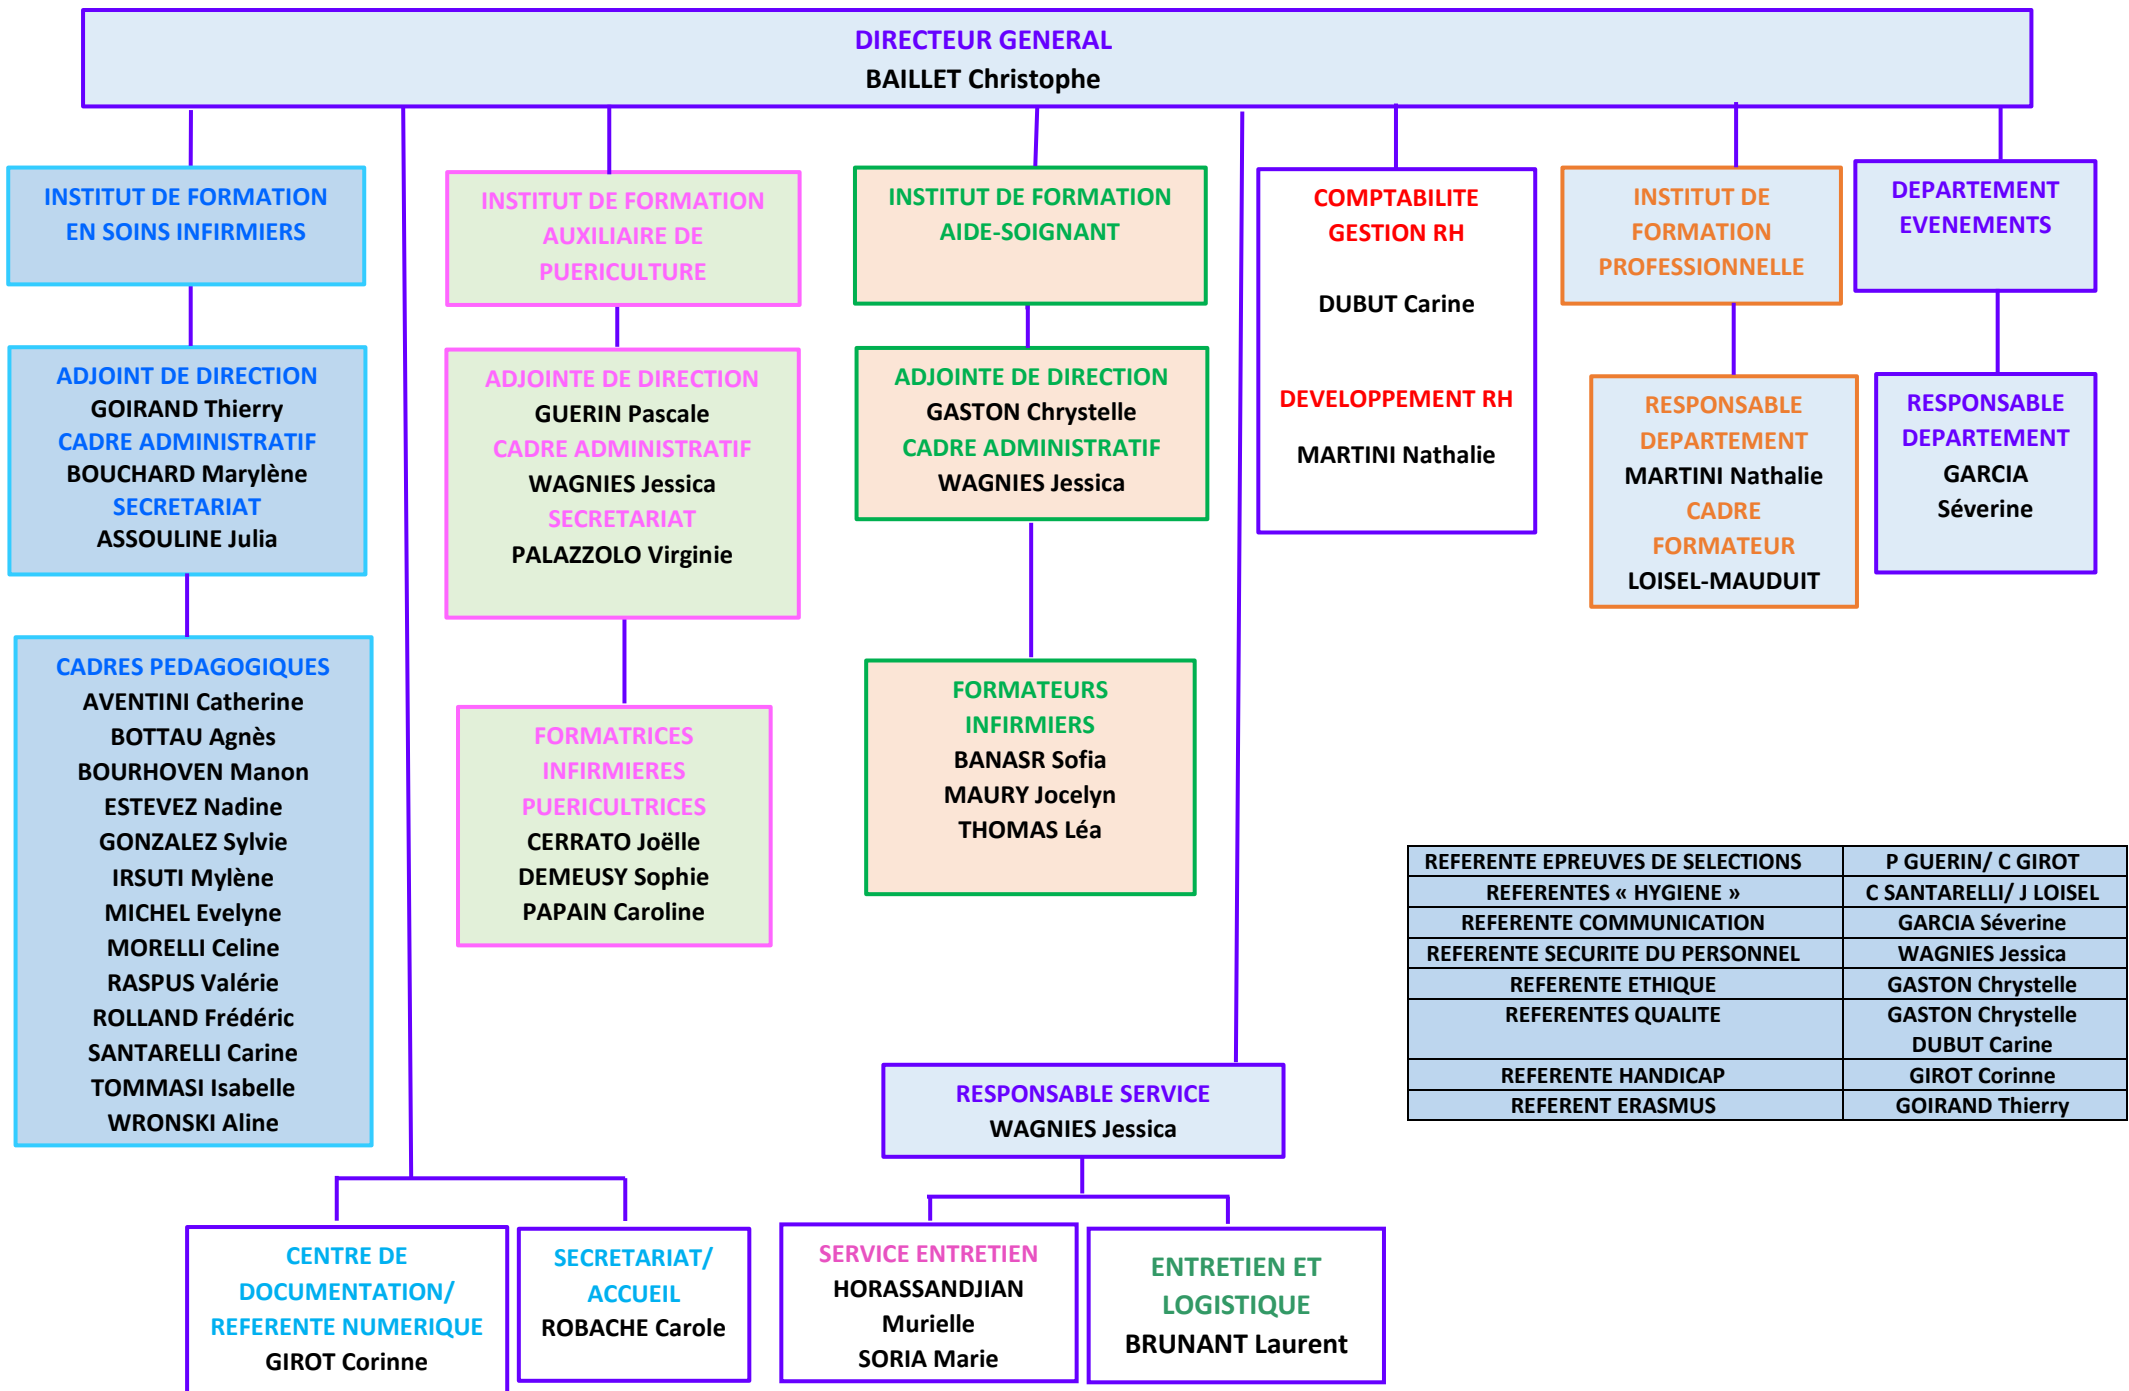 DIRECTEUR GENERAL
BAILLET Christophe
INSTITUT DE FORMATION
EN SOINS INFIRMIERS
ADJOINT DE DIRECTION
GOIRAND Thierry
CADRE ADMINISTRATIF
BOUCHARD Marylène
SECRETARIAT
ASSOULINE Julia
CADRES PEDAGOGIQUES
AVENTINI Catherine
BOTTAU Agnès
BOURHOVEN Manon
ESTEVEZ Nadine
GONZALEZ Sylvie
IRSUTI Mylène
MICHEL Evelyne
MORELLI Celine
RASPUS Valérie
ROLLAND Frédéric
SANTARELLI Carine
TOMMASI Isabelle
WRONSKI Aline
INSTITUT DE FORMATION
AUXILIAIRE DE
PUERICULTURE
ADJOINTE DE DIRECTION
GUERIN Pascale
CADRE ADMINISTRATIF
WAGNIES Jessica
SECRETARIAT
PALAZZOLO Virginie
FORMATRICES
INFIRMIERES
PUERICULTRICES
CERRATO Joëlle
DEMEUSY Sophie
PAPAIN Caroline
INSTITUT DE FORMATION
AIDE-SOIGNANT
ADJOINTE DE DIRECTION
GASTON Chrystelle
CADRE ADMINISTRATIF
WAGNIES Jessica
FORMATEURS
INFIRMIERS
BANASR Sofia
MAURY Jocelyn
THOMAS Léa
COMPTABILITE
GESTION RH
DUBUT Carine
DEVELOPPEMENT RH
MARTINI Nathalie
INSTITUT DE
FORMATION
PROFESSIONNELLE
RESPONSABLE
DEPARTEMENT
MARTINI Nathalie
CADRE
FORMATEUR
LOISEL-MAUDUIT
DEPARTEMENT
EVENEMENTS
RESPONSABLE
DEPARTEMENT
GARCIA
Séverine
REFERENTE EPREUVES DE SELECTIONS P GUERIN/ C GIROT
REFERENTES « HYGIENE » C SANTARELLI/ J LOISEL
REFERENTE COMMUNICATION GARCIA Séverine
REFERENTE SECURITE DU PERSONNEL WAGNIES Jessica
REFERENTE ETHIQUE GASTON Chrystelle
REFERENTES QUALITE GASTON Chrystelle
DUBUT Carine
REFERENTE HANDICAP GIROT Corinne
REFERENT ERASMUS GOIRAND Thierry
RESPONSABLE SERVICE
WAGNIES Jessica
CENTRE DE
DOCUMENTATION/
REFERENTE NUMERIQUE
GIROT Corinne
SECRETARIAT/
ACCUEIL
ROBACHE Carole
SERVICE ENTRETIEN
HORASSANDJIAN
Murielle
SORIA Marie
ENTRETIEN ET
LOGISTIQUE
BRUNANT Laurent